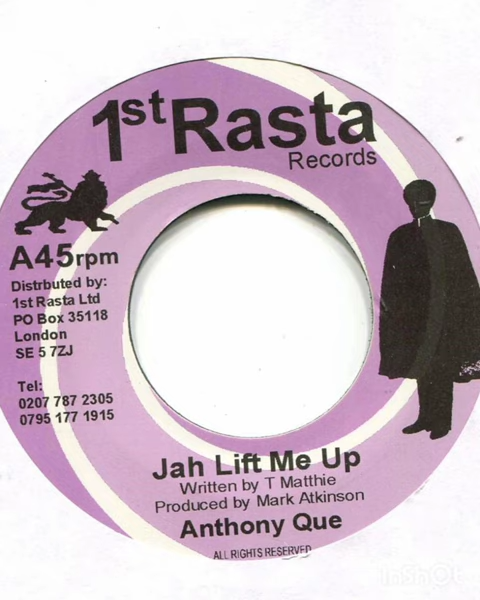 1st Rasta
Records
A45rpm
Distrbuted by:
1st Rasta Ltd
PO Box 35118
London
SE 5 7ZJ
Tel:
0207 787 2305
0795 177 1915
Jah Lift Me Up
Written by T Matthie
Produced by Mark Atkinson
Anthony Que
ALL RIGHTS RESERVED
InShOt